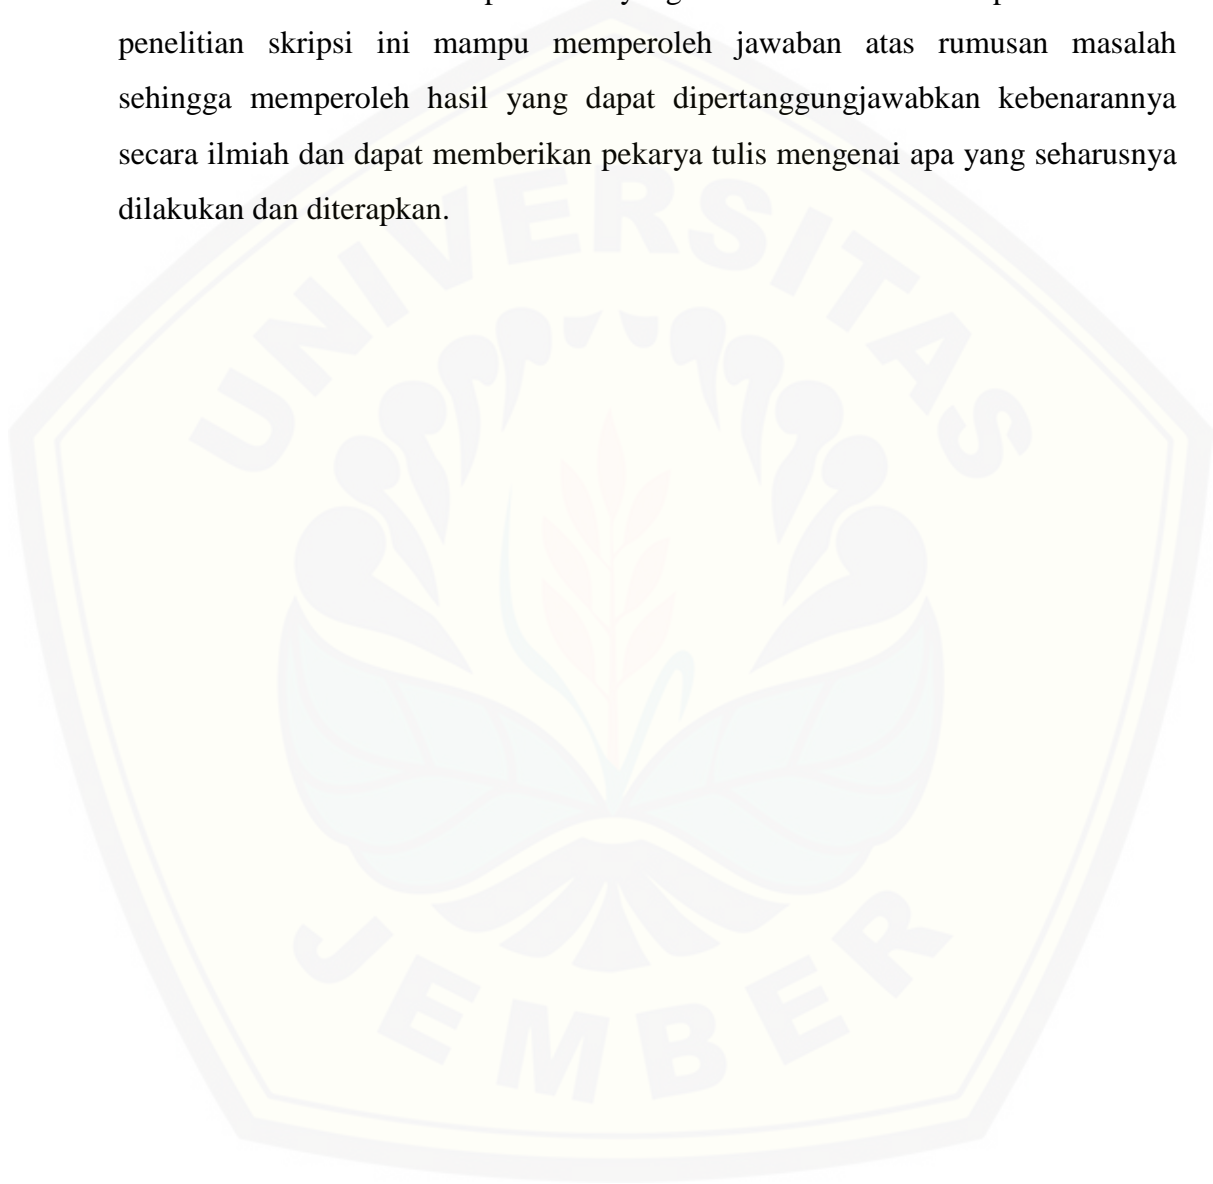 penelitian skripsi ini mampu memperoleh jawaban atas rumusan masalah
sehingga memperoleh hasil yang dapat dipertanggungjawabkan kebenarannya
secara ilmiah dan dapat memberikan pekarya tulis mengenai apa yang seharusnya
dilakukan dan diterapkan.
UNIVERSITAS
JEMBER